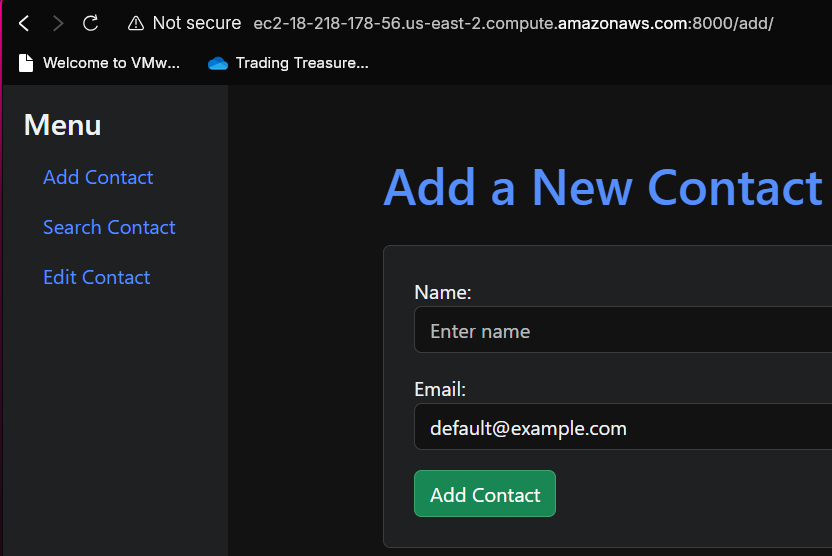 Not secure ec2-18-218-178-56.us-east-2.compute.amazonaws.com:8000/add/
Welcome to VMw... Trading Treasure...
Menu
Add Contact
Search Contact
Edit Contact
Add a New Contact
Name:
Enter name
Email:
default@example.com
Add Contact